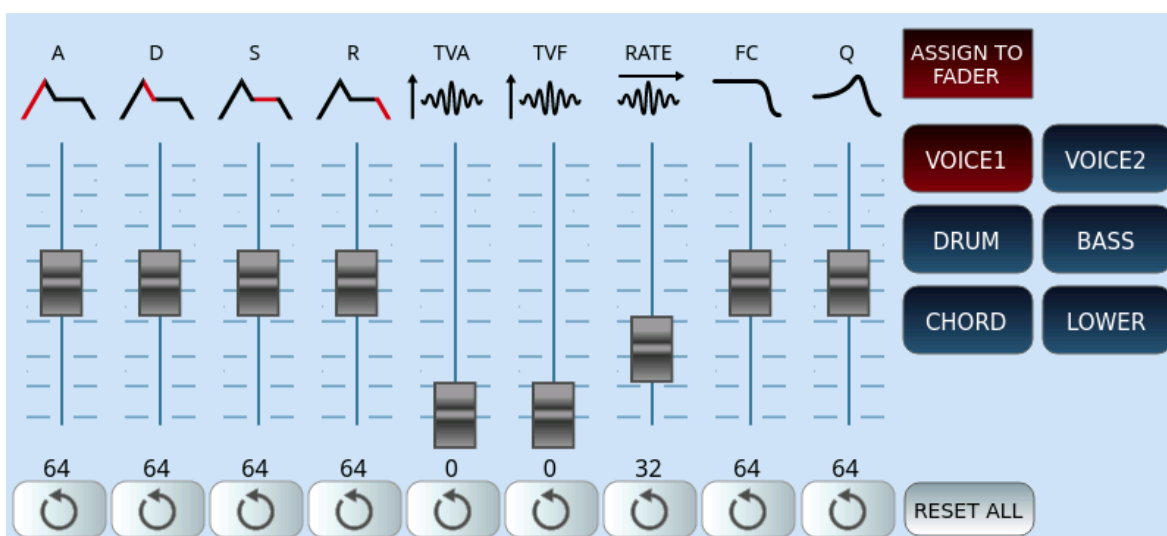 A D S R TVA TVF RATE FC Q
ASSIGN TO
FADER
VOICE1 VOICE2
DRUM BASS
CHORD LOWER
64 64 64 64 0 0 32 64 64
RESET ALL